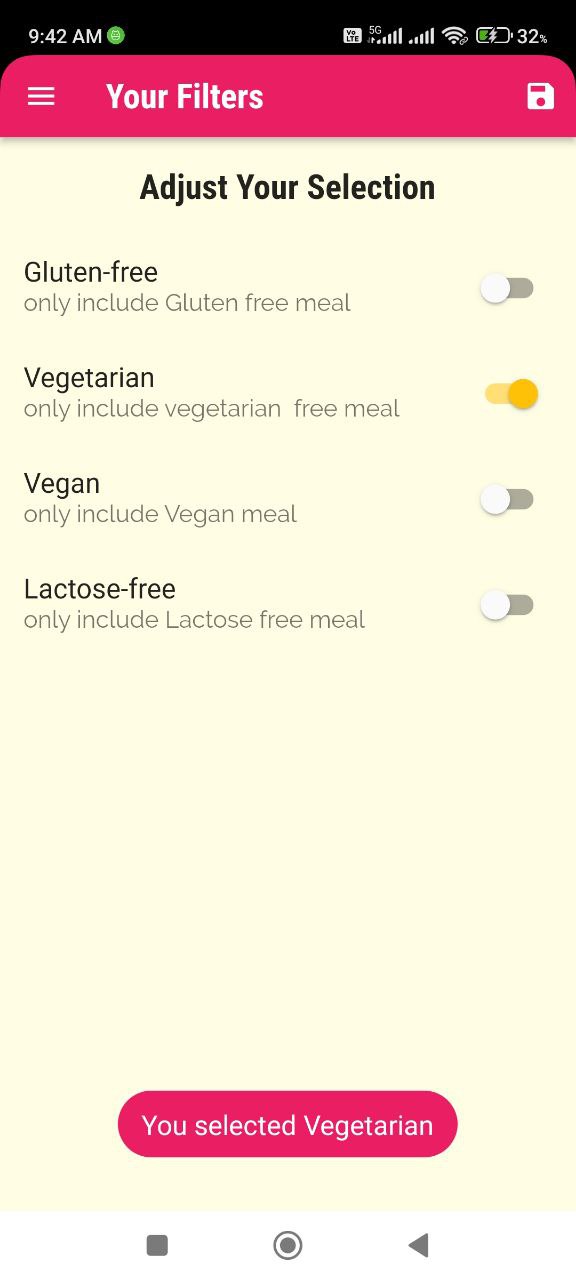 9:42 AM
Vo LTE 5G 32%
Your Filters
Adjust Your Selection
Gluten-free
only include Gluten free meal
Vegetarian
only include vegetarian  free meal
Vegan
only include Vegan meal
Lactose-free
only include Lactose free meal
You selected Vegetarian